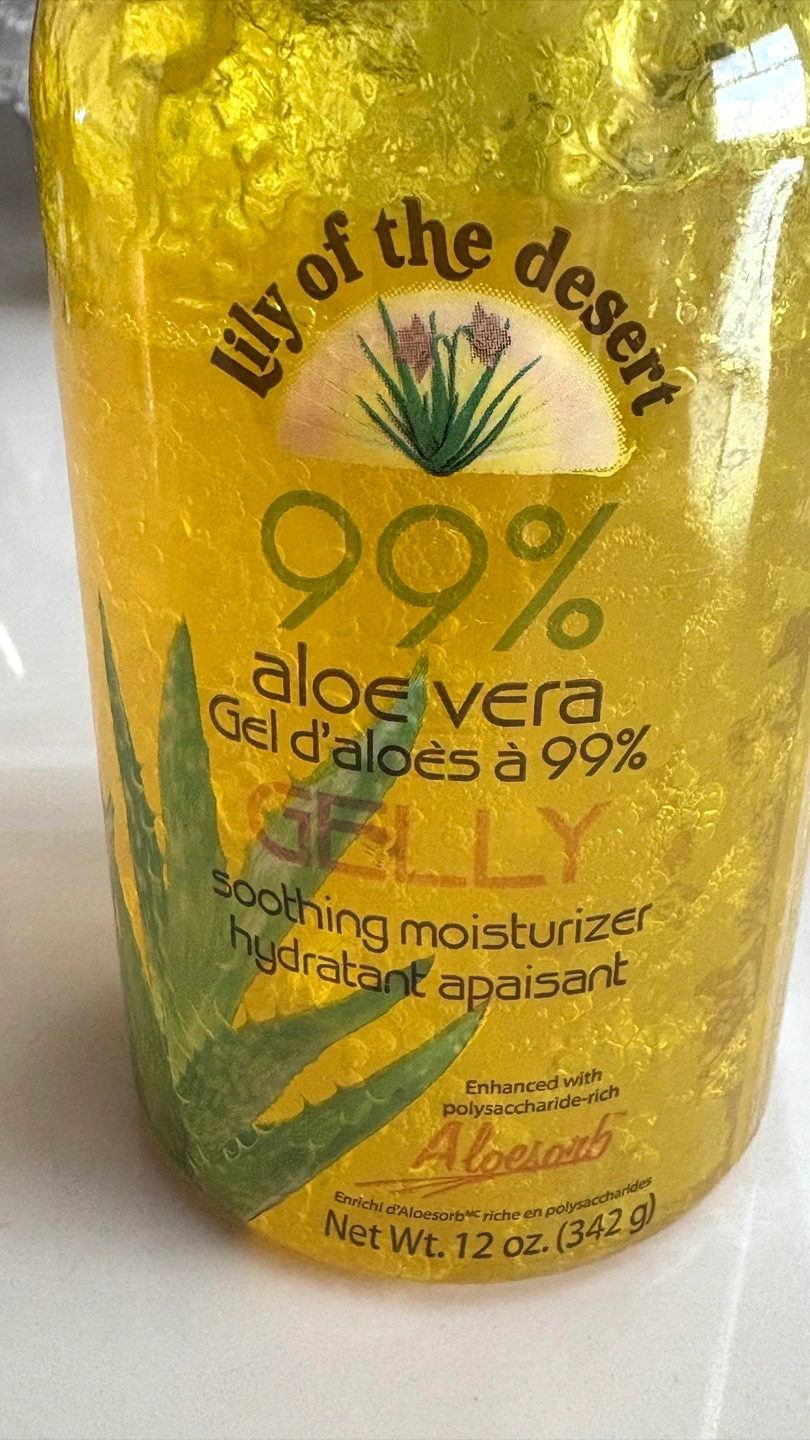 Lily of the desert
99%
aloe vera
Gel d'aloès à 99%
GELLY
soothing moisturizer
hydratant apaisant
Enhanced with
polysaccharide-rich
Aloesorb™
Enrichi d'Aloesorbᴹᶜ riche en polysaccharides
Net Wt. 12 oz. (342 g)